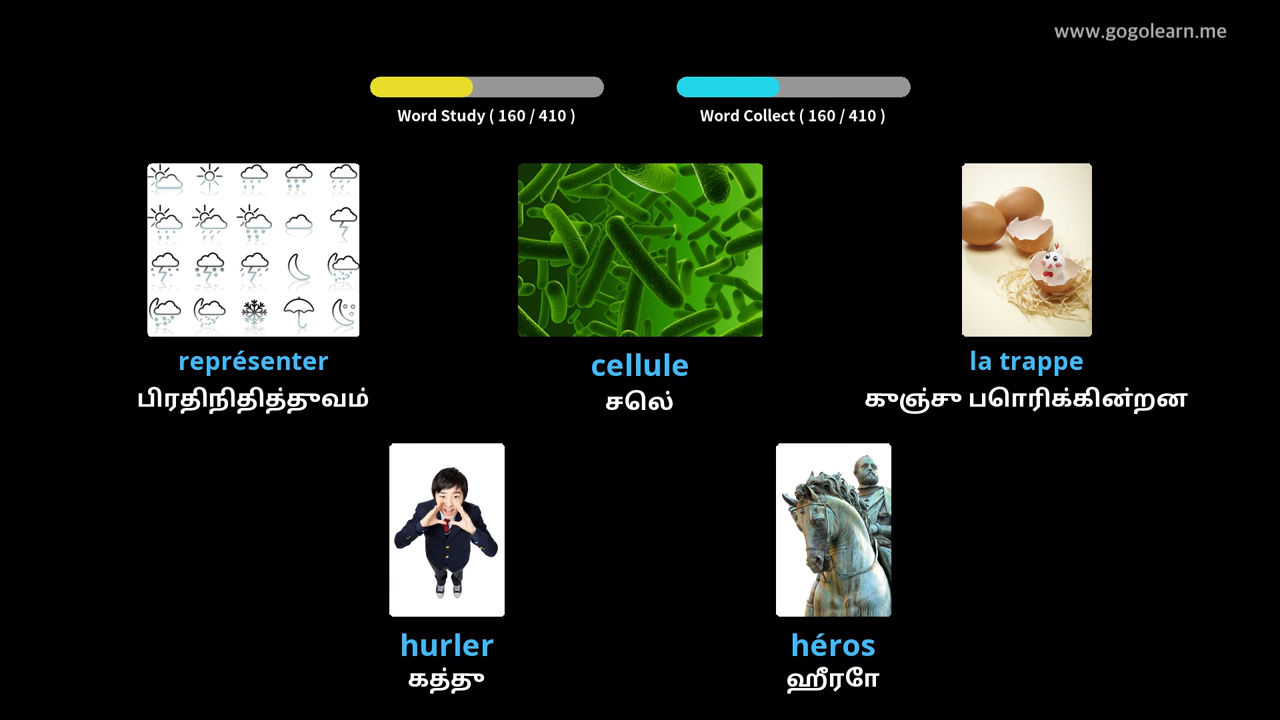 www.gogolearn.me
Word Study ( 160 / 410 )
Word Collect ( 160 / 410 )
représenter
பிரதிநிதித்துவம்
cellule
சலெ்
la trappe
குஞ்சு பொரிக்கின்றன
hurler
கத்து
héros
ஹீரோ